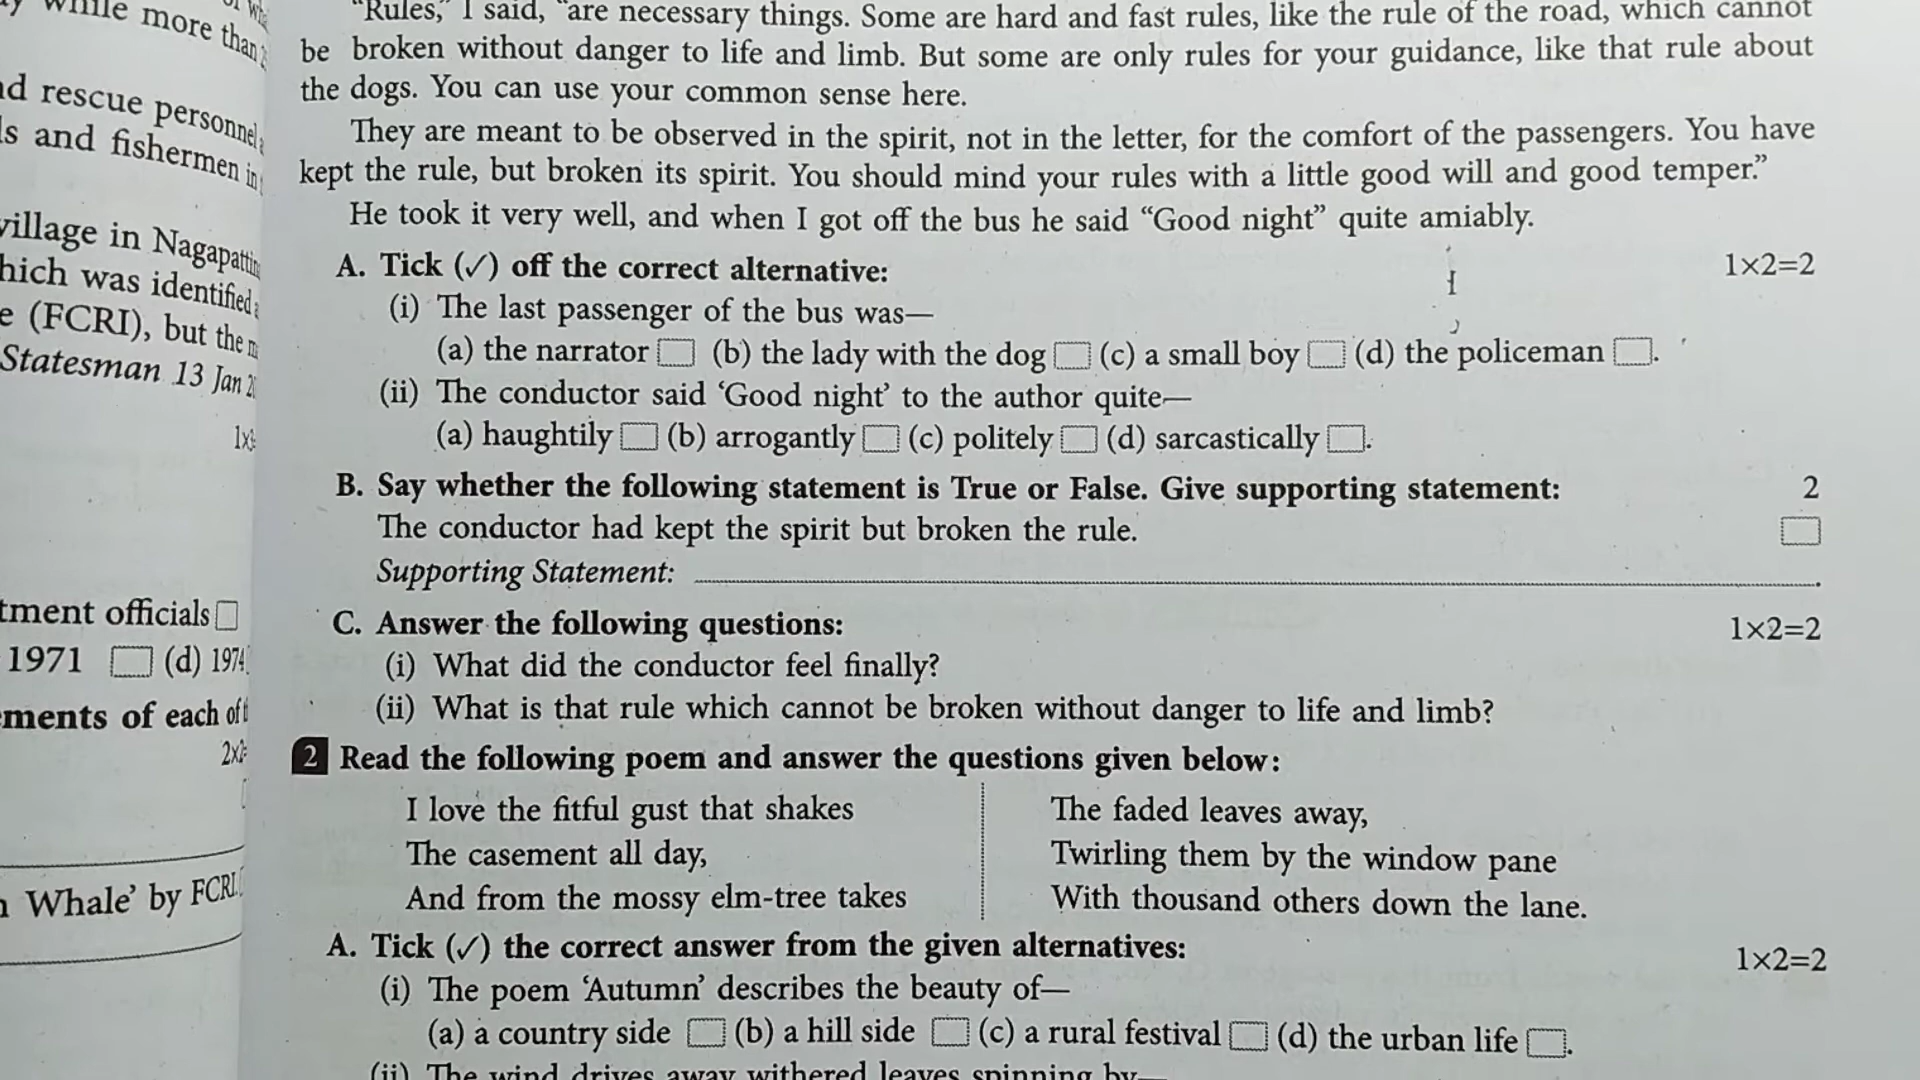 while more than
nd rescue personnel,
ls and fishermen in
village in Nagapattin
hich was identified
e (FCRI), but the
Statesman 13 Jan
tment officials
1971 (d) 1974
ments of each of
n Whale' by FCRI
"Rules," I said, "are necessary things. Some are hard and fast rules, like the rule of the road, which cannot
be broken without danger to life and limb. But some are only rules for your guidance, like that rule about
the dogs. You can use your common sense here.
They are meant to be observed in the spirit, not in the letter, for the comfort of the passengers. You have
kept the rule, but broken its spirit. You should mind your rules with a little good will and good temper."
He took it very well, and when I got off the bus he said "Good night" quite amiably.
A. Tick (✓) off the correct alternative: 1×2=2
(i) The last passenger of the bus was—
(a) the narrator ☐ (b) the lady with the dog ☐ (c) a small boy ☐ (d) the policeman ☐.
(ii) The conductor said 'Good night' to the author quite—
(a) haughtily ☐ (b) arrogantly ☐ (c) politely ☐ (d) sarcastically ☐.
B. Say whether the following statement is True or False. Give supporting statement: 2
The conductor had kept the spirit but broken the rule. ☐
Supporting Statement:
C. Answer the following questions: 1×2=2
(i) What did the conductor feel finally?
(ii) What is that rule which cannot be broken without danger to life and limb?
2 Read the following poem and answer the questions given below:
I love the fitful gust that shakes
The casement all day,
And from the mossy elm-tree takes
The faded leaves away,
Twirling them by the window pane
With thousand others down the lane.
A. Tick (✓) the correct answer from the given alternatives: 1×2=2
(i) The poem 'Autumn' describes the beauty of—
(a) a country side ☐ (b) a hill side ☐ (c) a rural festival ☐ (d) the urban life ☐.
(ii) The wind drives away withered leaves spinning by—